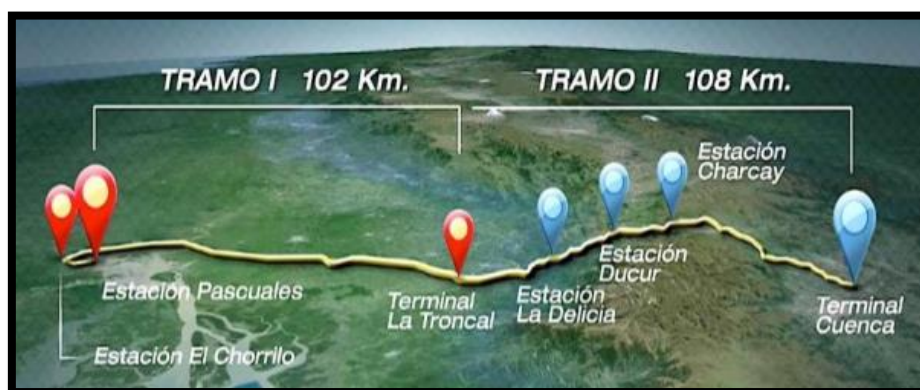 TRAMO I   102 Km.
TRAMO II   108 Km.
Estación
Charcay
Estación Pascuales
Terminal
La Troncal
Estación
La Delicia
Estación
Ducur
Terminal
Cuenca
Estación El Chorrilo